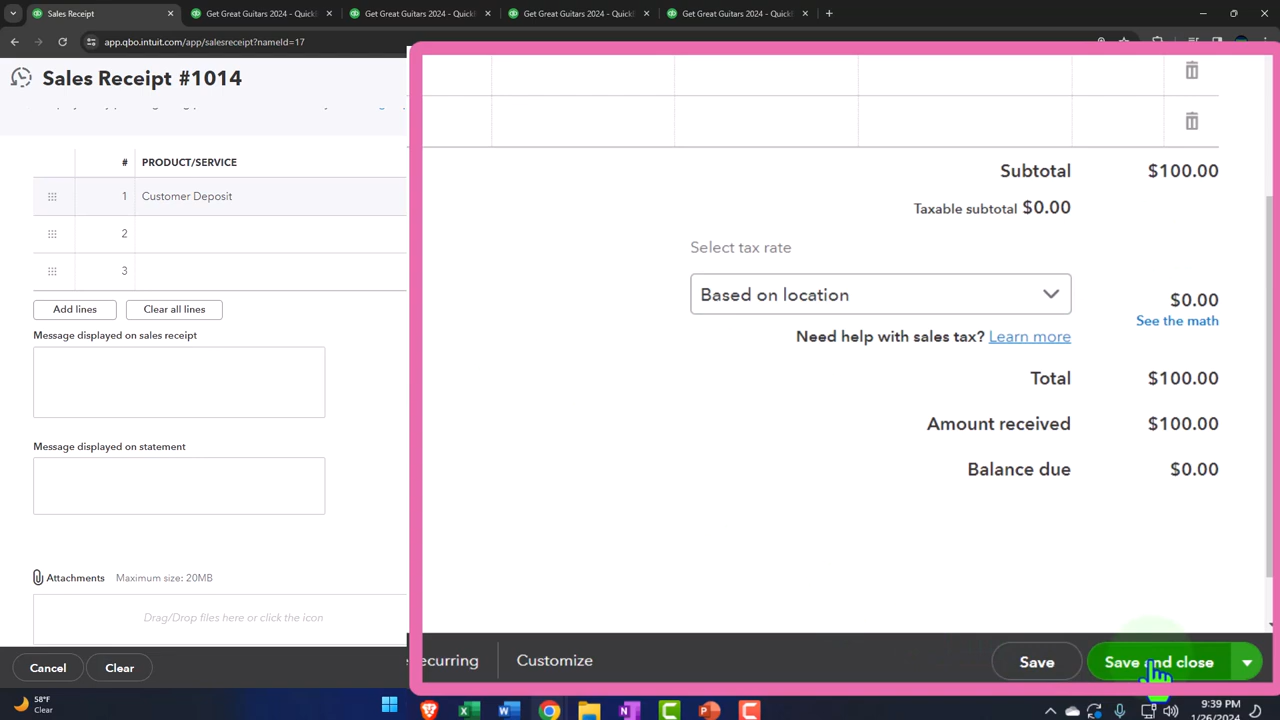 Sales Receipt
Get Great Guitars 2024 - Quick
Get Great Guitars 2024 - Quick
Get Great Guitars 2024 - Quick
Get Great Guitars 2024 - Quick
app.qbo.intuit.com/app/salesreceipt?nameId=17
Sales Receipt #1014
# PRODUCT/SERVICE
1 Customer Deposit
2
3
Add lines Clear all lines
Message displayed on sales receipt
Message displayed on statement
Attachments Maximum size: 20MB
Drag/Drop files here or click the icon
Cancel Clear
Subtotal $100.00
Taxable subtotal $0.00
Select tax rate
Based on location $0.00
See the math
Need help with sales tax? Learn more
Total $100.00
Amount received $100.00
Balance due $0.00
ecurring Customize Save Save and close
58°F
Clear
9:39 PM
1/26/2024